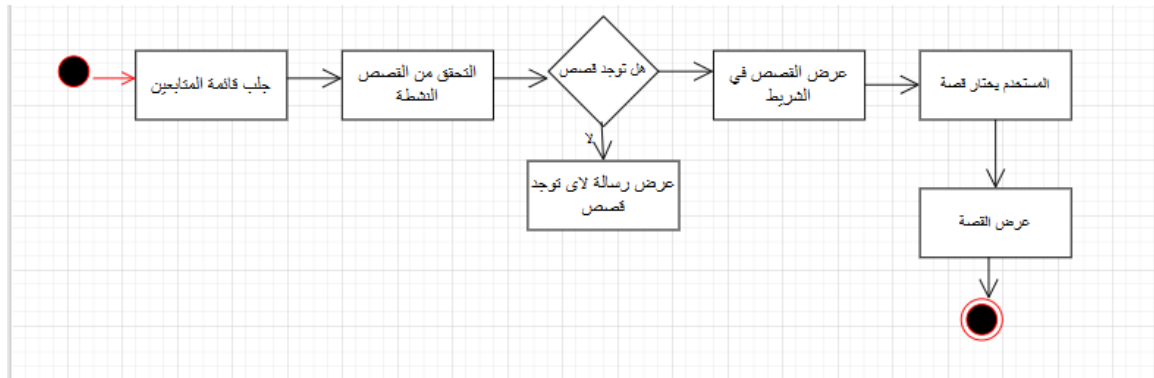 جلب قائمة المتابعين
التحقق من القصص
النشطة
هل توجد قصص
عرض القصص في
الشريط
المستخدم يختار قصة
لا
عرض رسالة لاى توجد
قصص
عرض القصة